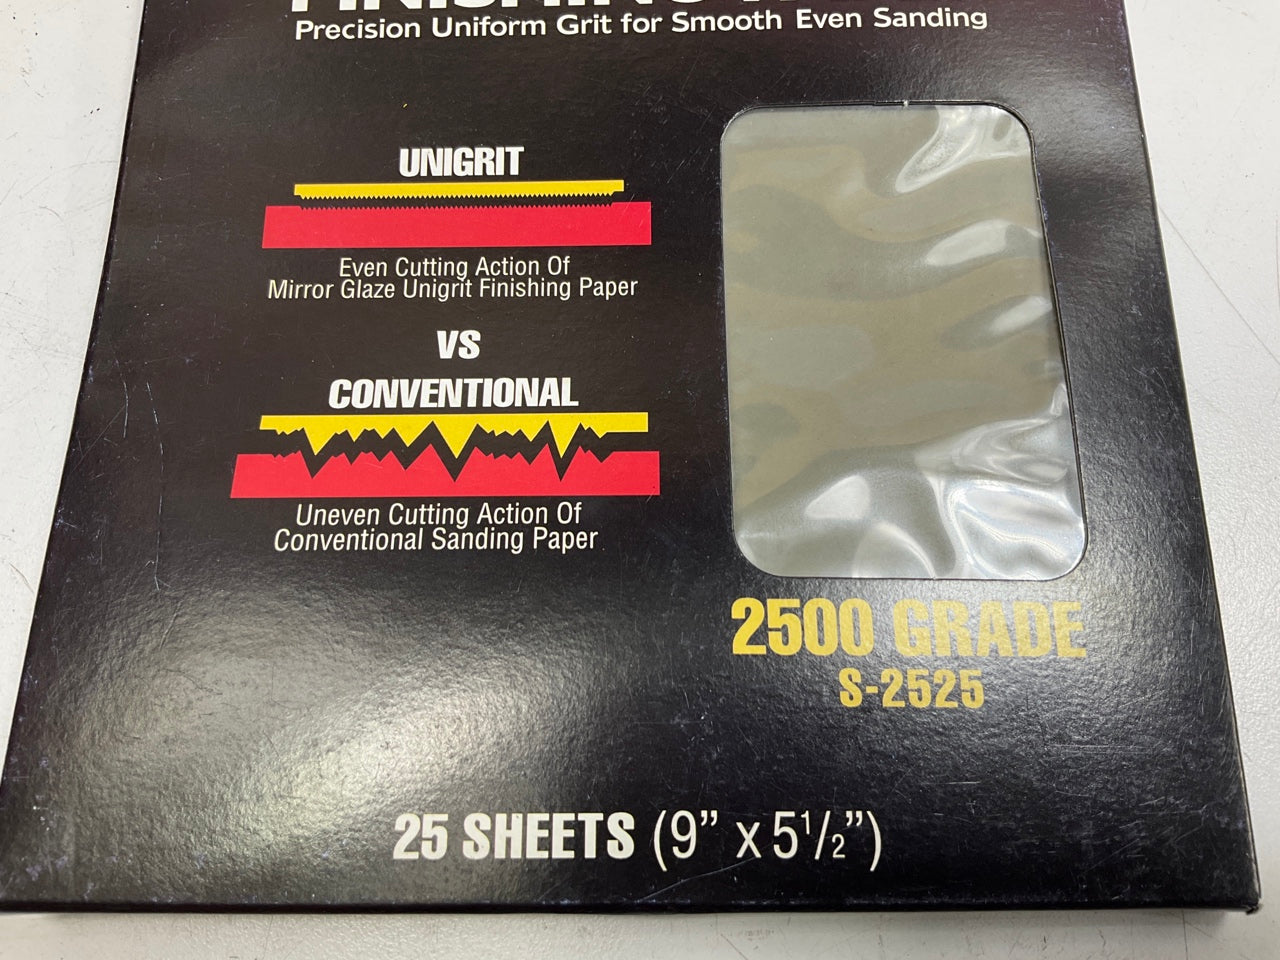 Precision Uniform Grit for Smooth Even Sanding
UNIGRIT
Even Cutting Action Of
Mirror Glaze Unigrit Finishing Paper
VS
CONVENTIONAL
Uneven Cutting Action Of
Conventional Sanding Paper
2500 GRADE
S-2525
25 SHEETS (9” x 5 1/2”)